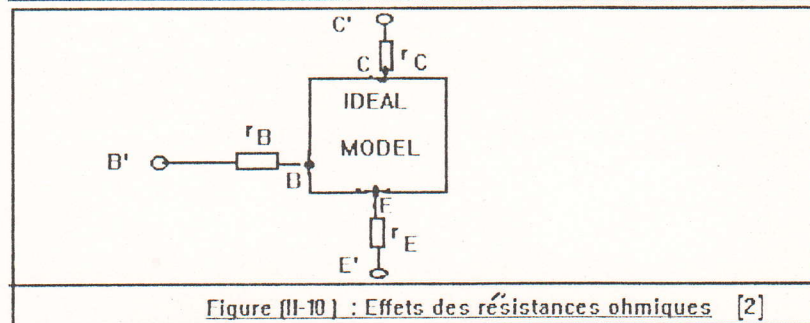 C'
C r C
IDEAL
r B
MODEL
B'
B
E
r E
E'
Figure (II-10) : Effets des résistances ohmiques [2]